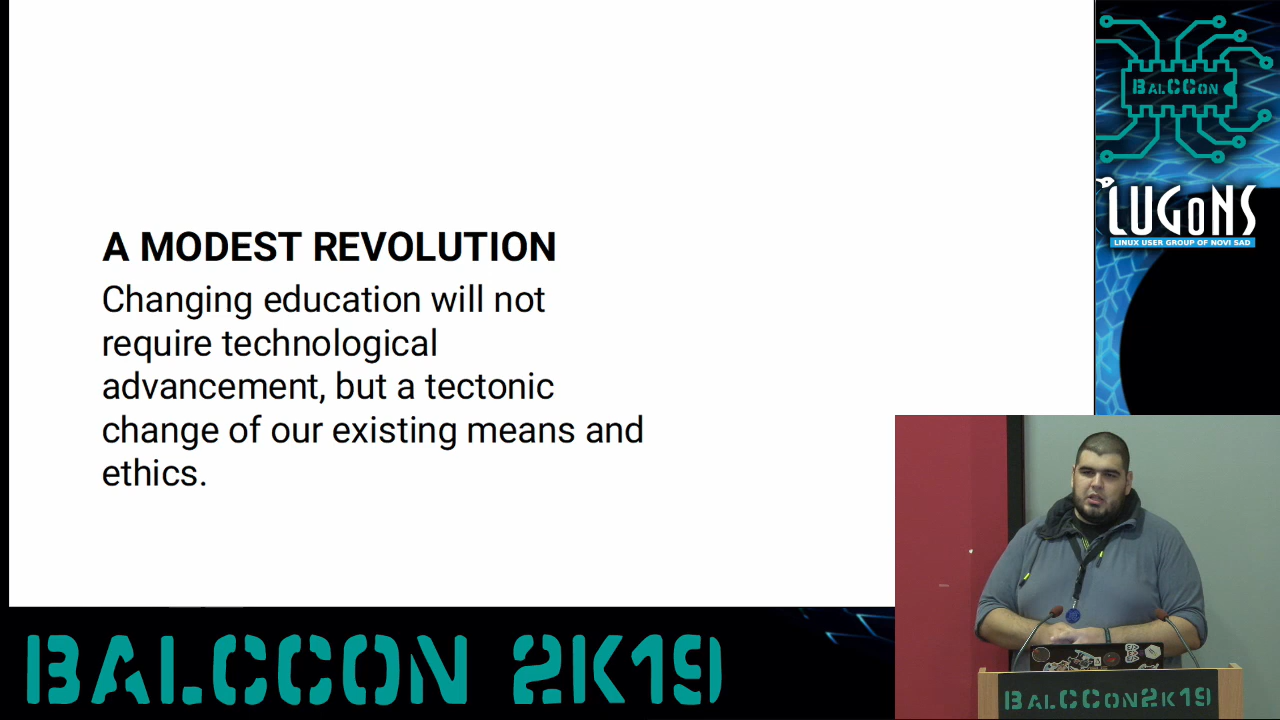 A MODEST REVOLUTION
Changing education will not
require technological
advancement, but a tectonic
change of our existing means and
ethics.
BALCCON
LUGoNS
LINUX USER GROUP OF NOVI SAD
BALCCON 2K19
BALCCON2K19